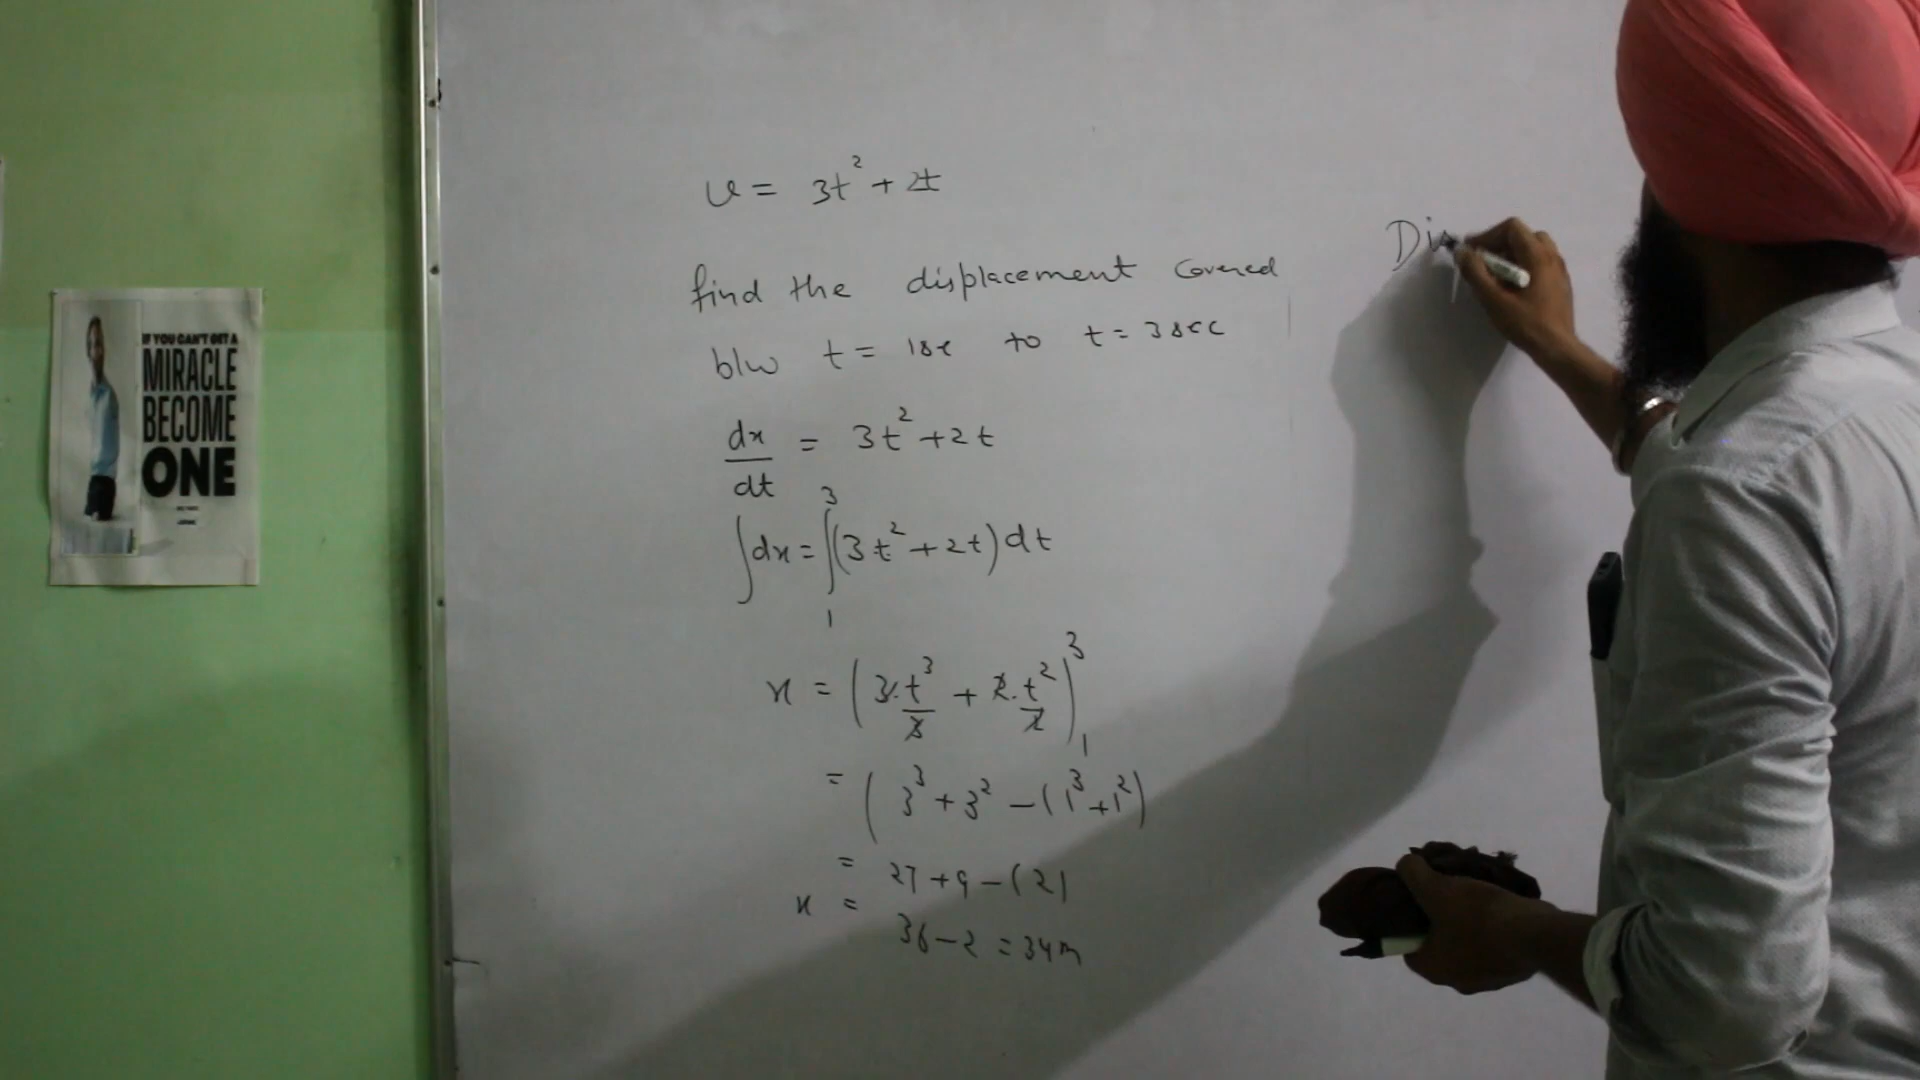 IF YOU CAN'T GET A
MIRACLE
BECOME
ONE
v = 3t² + 2t
find the displacement covered
b/w t = 1sec to t = 3sec
dx/dt = 3t² + 2t
∫dx = ∫₁³(3t² + 2t)dt
x = (3.t³/3 + 2.t²/2)₁³
= (3³ + 3² - (1³ + 1²)
= 27 + 9 - (2)
x =
36 - 2 = 34m
Dis